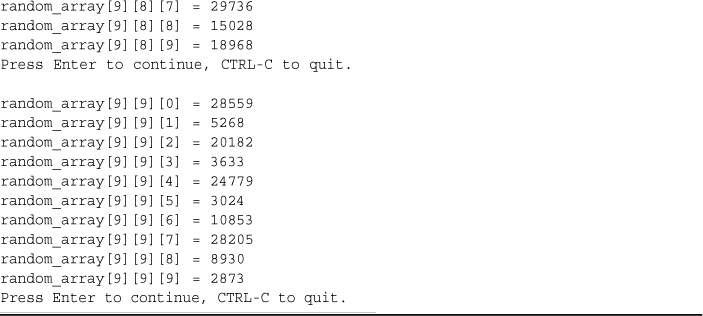 random_array[9][8][7] = 29736
random_array[9][8][8] = 15028
random_array[9][8][9] = 18968
Press Enter to continue, CTRL-C to quit.
random_array[9][9][0] = 28559
random_array[9][9][1] = 5268
random_array[9][9][2] = 20182
random_array[9][9][3] = 3633
random_array[9][9][4] = 24779
random_array[9][9][5] = 3024
random_array[9][9][6] = 10853
random_array[9][9][7] = 28205
random_array[9][9][8] = 8930
random_array[9][9][9] = 2873
Press Enter to continue, CTRL-C to quit.